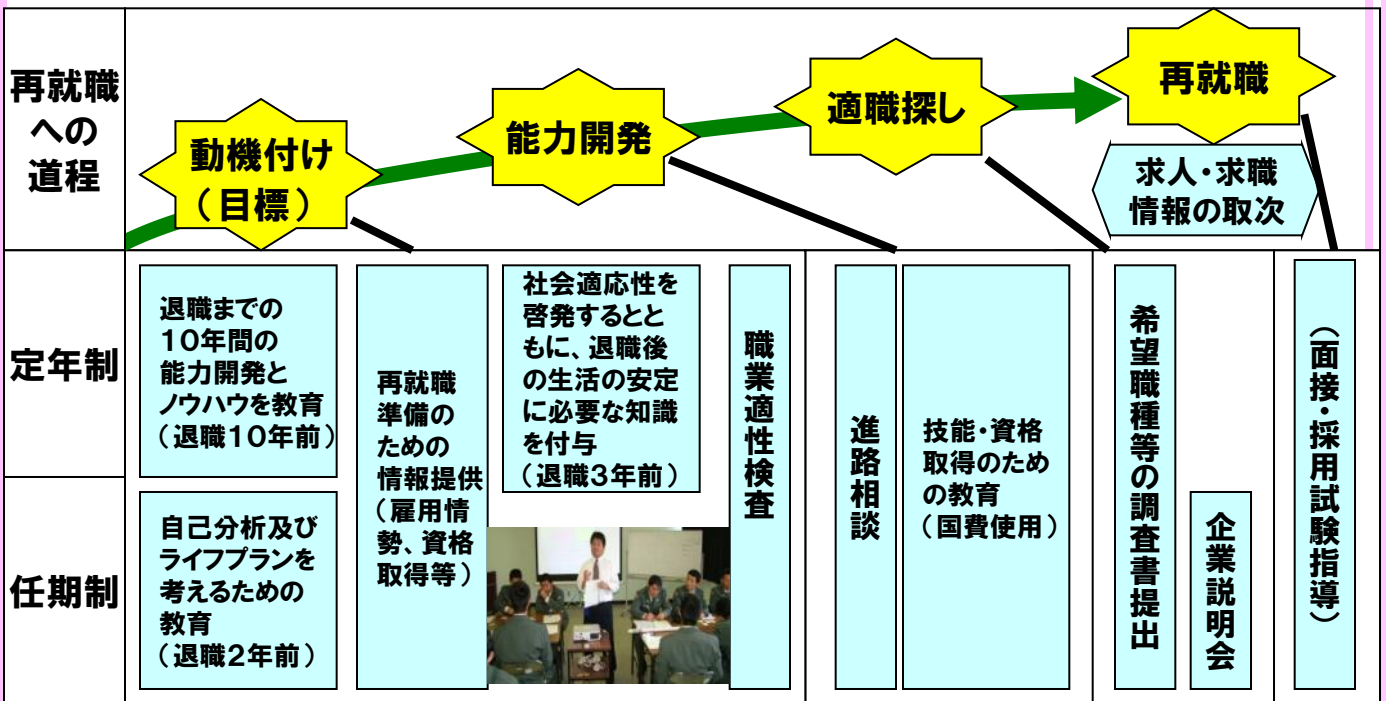 再就職
への
道程
動機付け
（目標）
能力開発
適職探し
再就職
求人・求職
情報の取次
定年制
退職までの
１０年間の
能力開発と
ノウハウを教育
（退職１０年前）
再就職
準備の
ための
情報提供
（雇用情
勢、資格
取得等）
社会適応性を
啓発するとと
もに、退職後
の生活の安定
に必要な知識
を付与
（退職３年前）
職業適性検査
進路相談
技能・資格
取得のため
の教育
（国費使用）
希望職種等の調査書提出
企業説明会
（面接・採用試験指導）
任期制
自己分析及び
ライフプランを
考えるための
教育
（退職２年前）